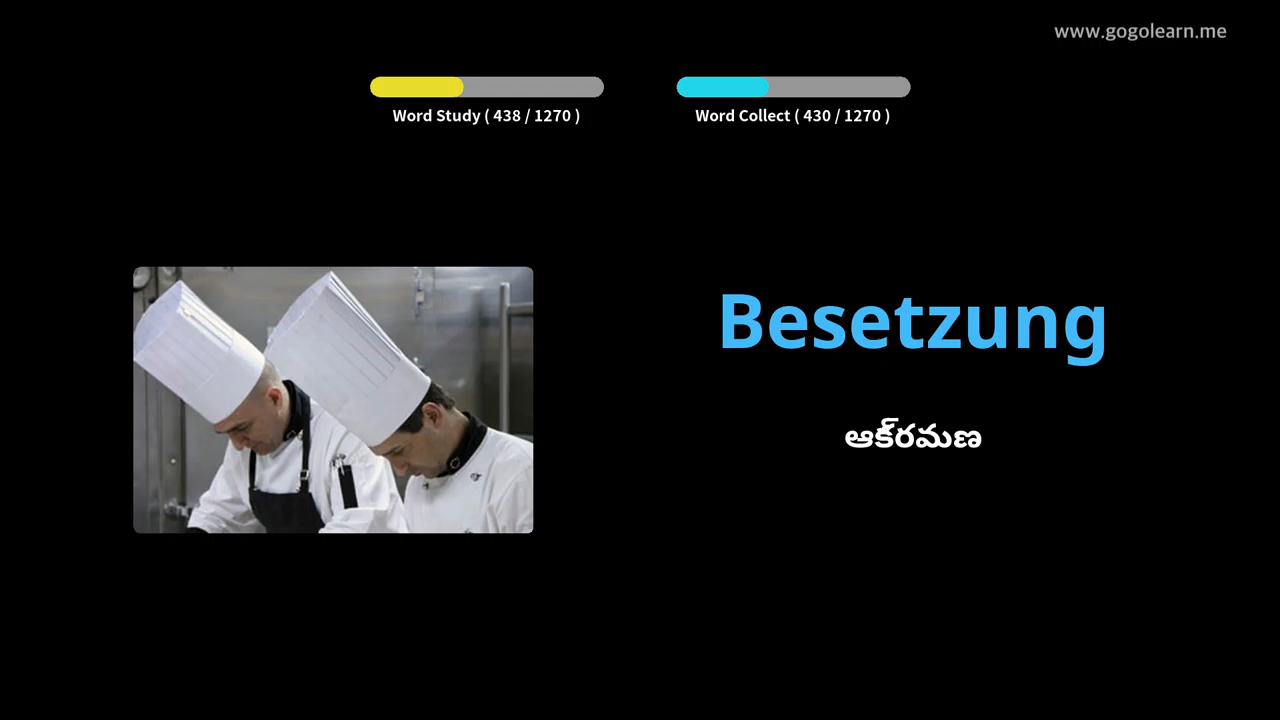 www.gogolearn.me
Word Study ( 438 / 1270 )
Word Collect ( 430 / 1270 )
Besetzung
ఆక్రమణ